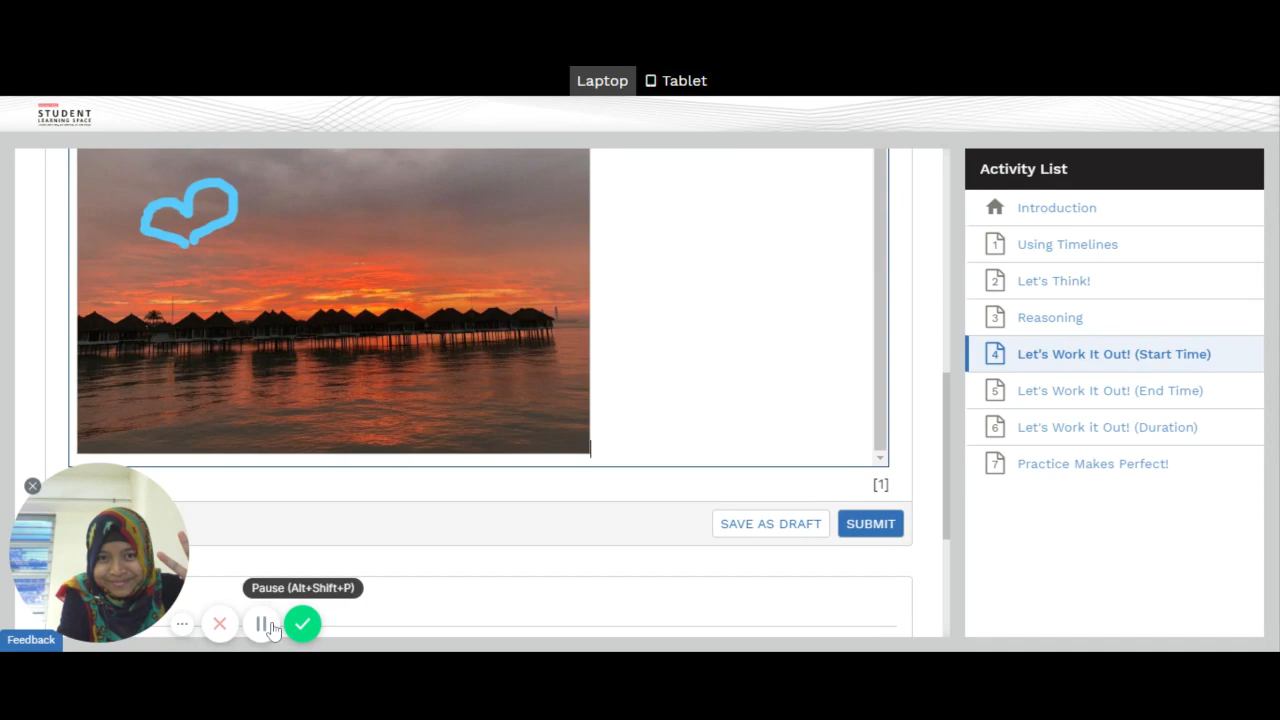 Laptop
Tablet
STUDENT
LEARNING SPACE
Activity List
Introduction
1 Using Timelines
2 Let's Think!
3 Reasoning
4 Let's Work It Out! (Start Time)
5 Let's Work It Out! (End Time)
6 Let's Work it Out! (Duration)
7 Practice Makes Perfect!
[1]
SAVE AS DRAFT
SUBMIT
Pause (Alt+Shift+P)
Feedback